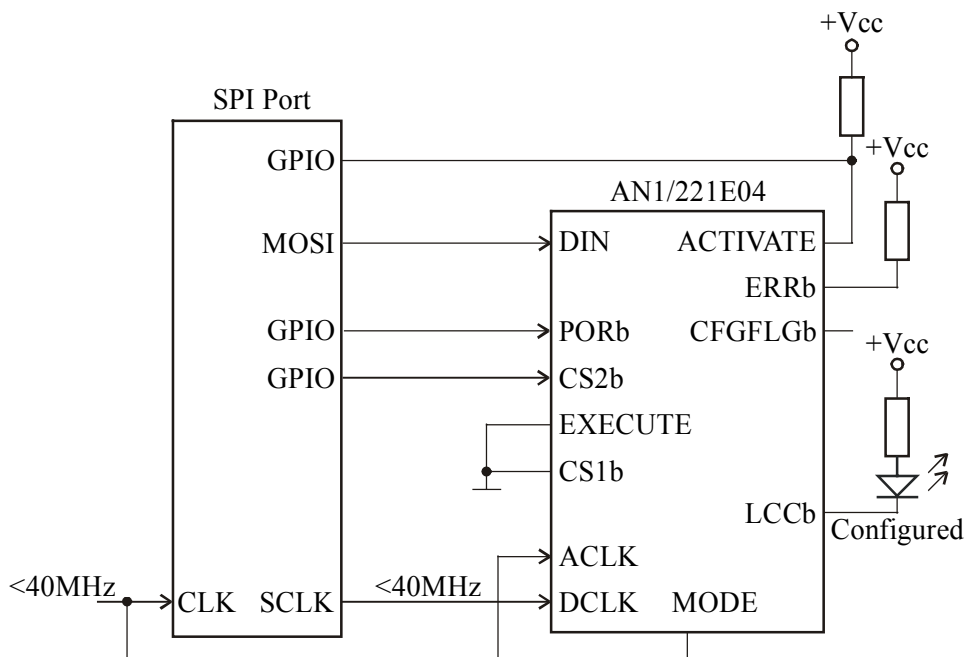 +Vcc
SPI Port
GPIO
+Vcc
AN1/221E04
MOSI
DIN
ACTIVATE
ERRb
GPIO
PORb
CFGFLGb
+Vcc
GPIO
CS2b
EXECUTE
CS1b
LCCb
Configured
ACLK
<40MHz
CLK
SCLK
<40MHz
DCLK
MODE